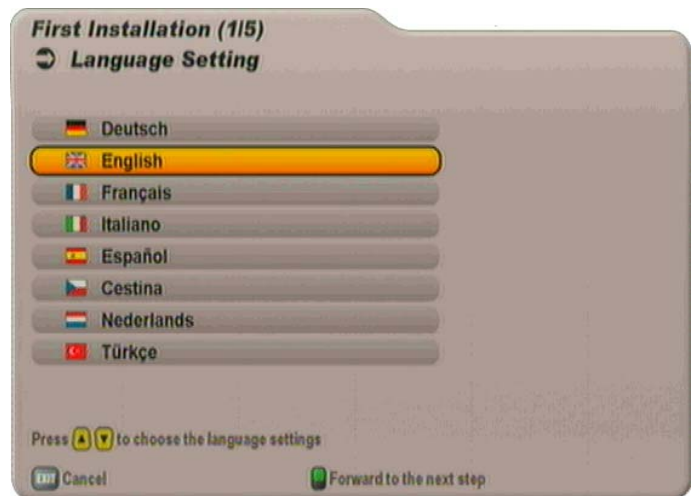 First Installation (1/5)
Language Setting
Deutsch
English
Français
Italiano
Español
Cestina
Nederlands
Türkçe
Press ▲ ▼ to choose the language settings
EXIT Cancel
Forward to the next step